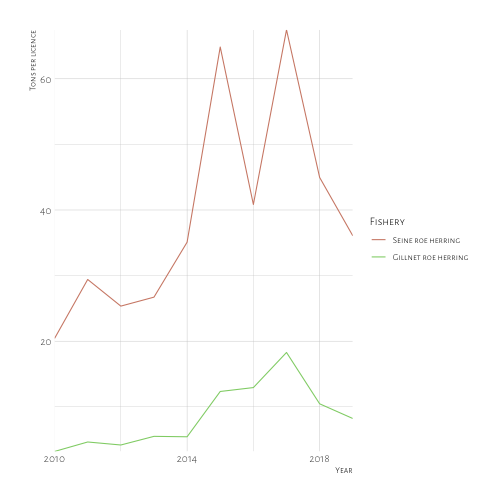 Tons per licence
60
40
20
2010
2014
2018
Year
Fishery
Seine roe herring
Gillnet roe herring